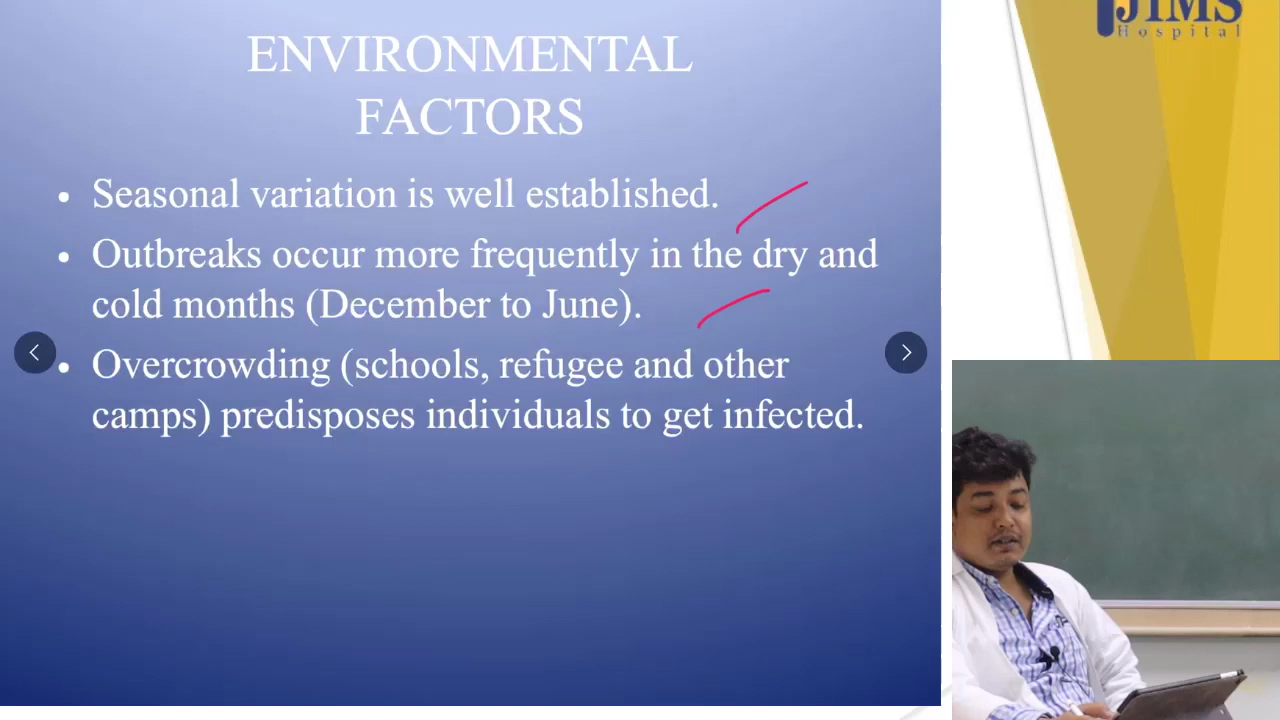 ENVIRONMENTAL
FACTORS
• Seasonal variation is well established.
• Outbreaks occur more frequently in the dry and
cold months (December to June).
• Overcrowding (schools, refugee and other
camps) predisposes individuals to get infected.
JIMS
Hospital